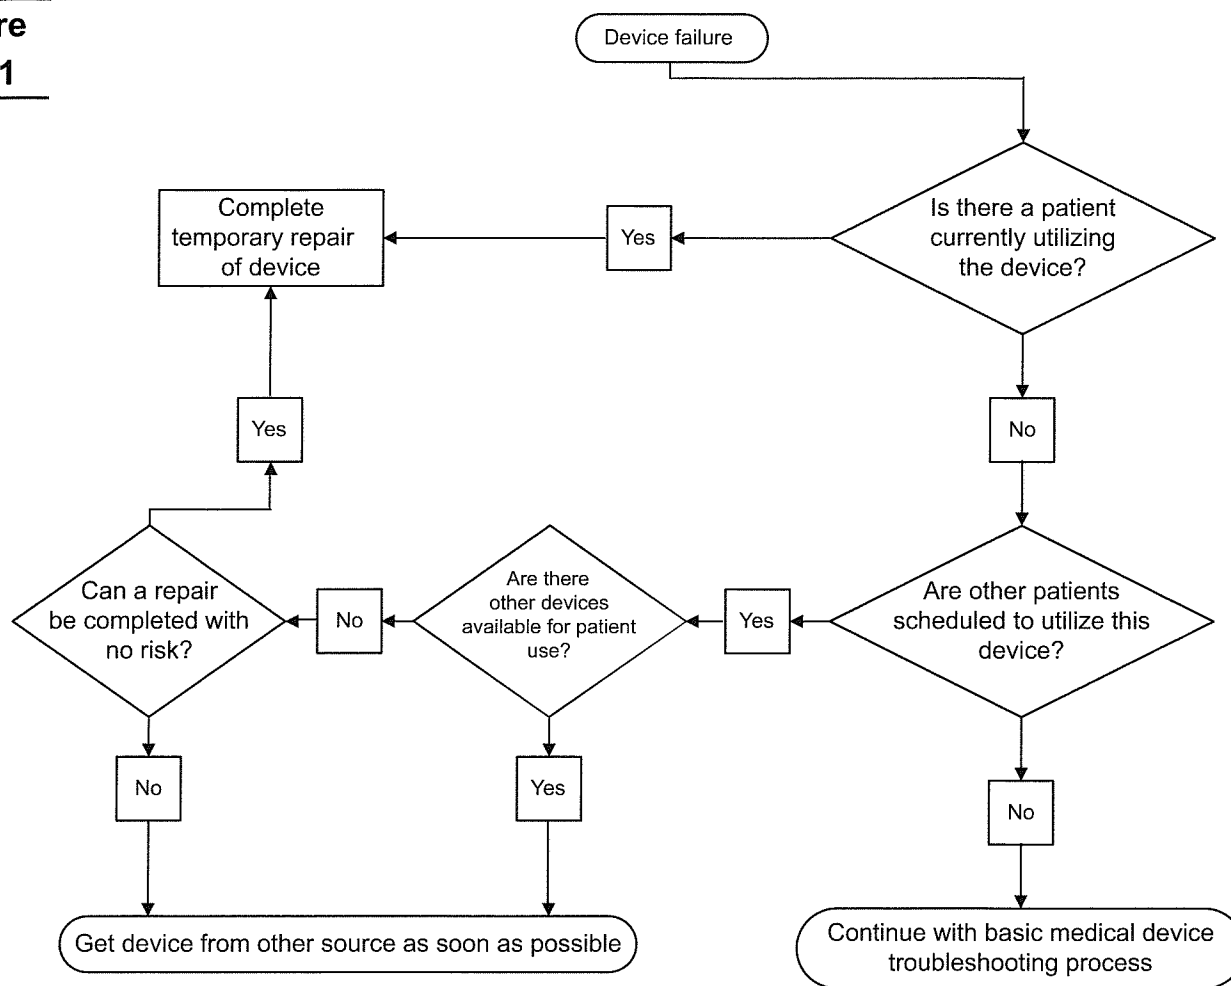 re
1
Device failure
Is there a patient
currently utilizing
the device?
Yes
Complete
temporary repair
of device
No
Yes
Are other patients
scheduled to utilize this
device?
Yes
Are there
other devices
available for patient
use?
No
Can a repair
be completed with
no risk?
No
Yes
No
Get device from other source as soon as possible
Continue with basic medical device
troubleshooting process